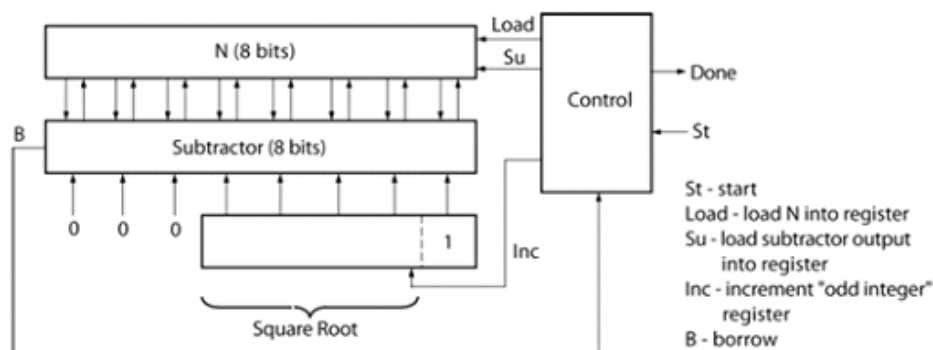 N (8 bits)
Load
Su
Control
Done
B
Subtractor (8 bits)
St
0 0 0
1
Inc
Square Root
St - start
Load - load N into register
Su - load subtractor output
into register
Inc - increment "odd integer"
register
B - borrow